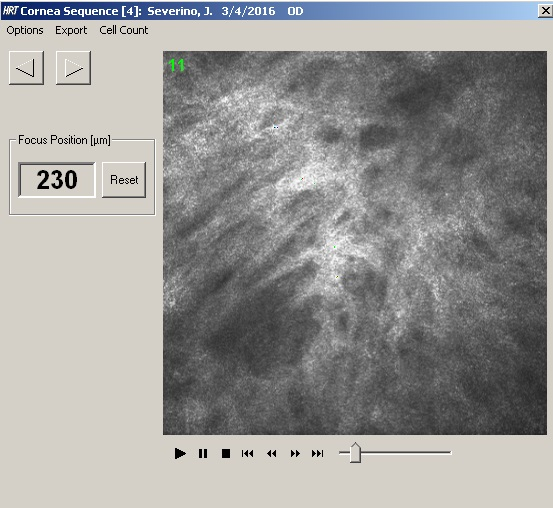 HRT Cornea Sequence [4]: Severino, J. 3/4/2016 OD
Options Export Cell Count
11
Focus Position [µm]
230 Reset